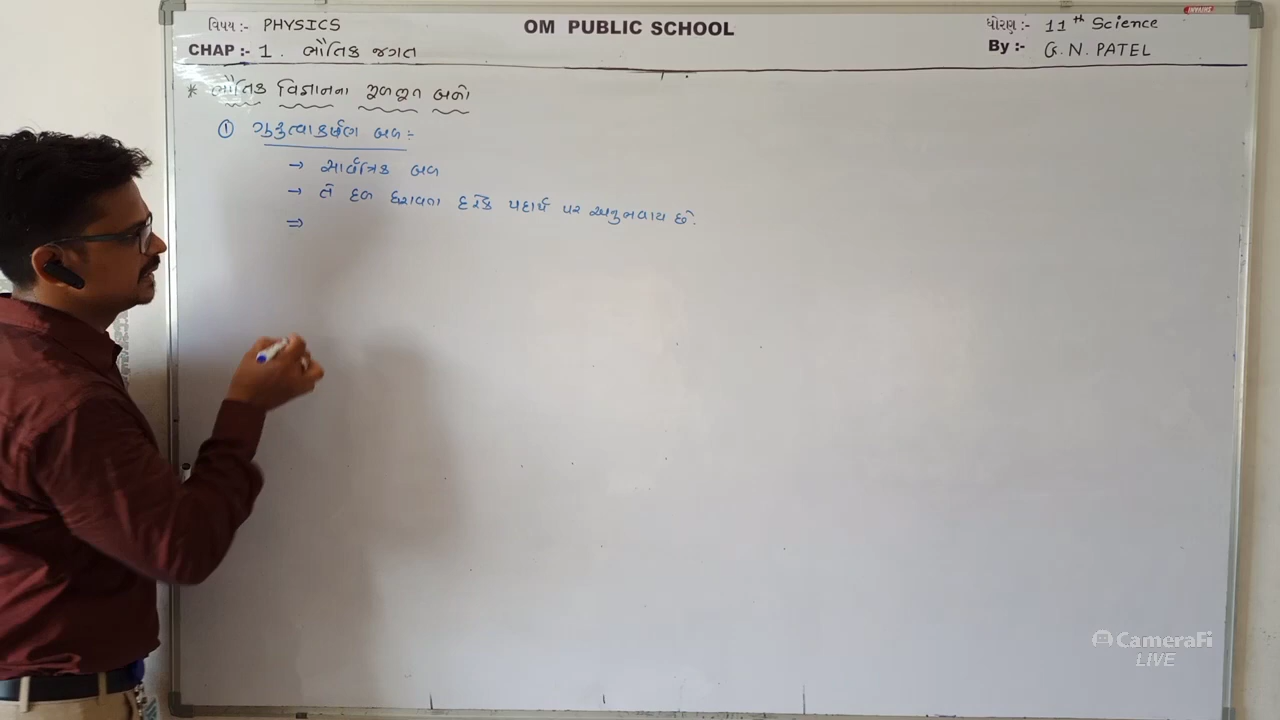 વિષય :- PHYSICS OM PUBLIC SCHOOL ધોરણ :- 11th Science
CHAP :- 1. ભૌતિક જગત By :- G. N. PATEL
* ભૌતિક વિજ્ઞાનના મૂળભૂત બળો
① ગુરુત્વાકર્ષણ બળ :-
→ સાર્વત્રિક બળ
→ તે દળ ધરાવતા દરેક પદાર્થ પર અનુભવાય છે.
⇒
CameraFi
LIVE